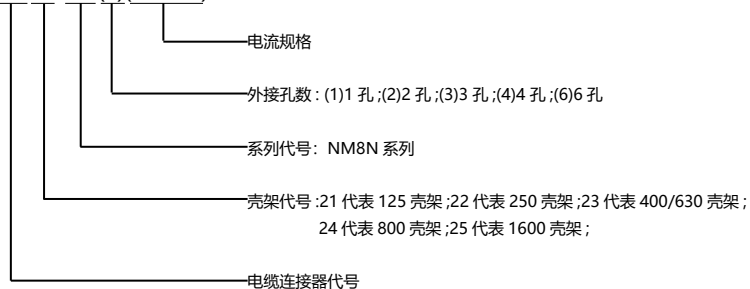 电流规格
外接孔数 : (1)1 孔 ;(2)2 孔 ;(3)3 孔 ;(4)4 孔 ;(6)6 孔
系列代号：NM8N 系列
壳架代号 :21 代表 125 壳架 ;22 代表 250 壳架 ;23 代表 400/630 壳架 ;
24 代表 800 壳架 ;25 代表 1600 壳架 ;
电缆连接器代号